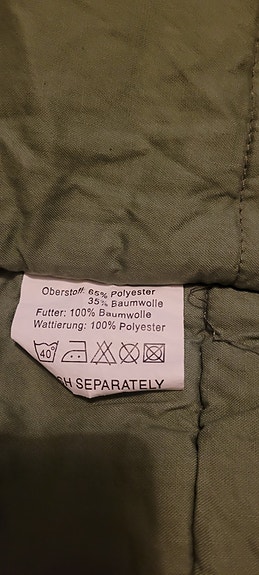 Oberstoff: 65% Polyester
35% Baumwolle
Futter: 100% Baumwolle
Wattierung: 100% Polyester
40°
SEPARATELY